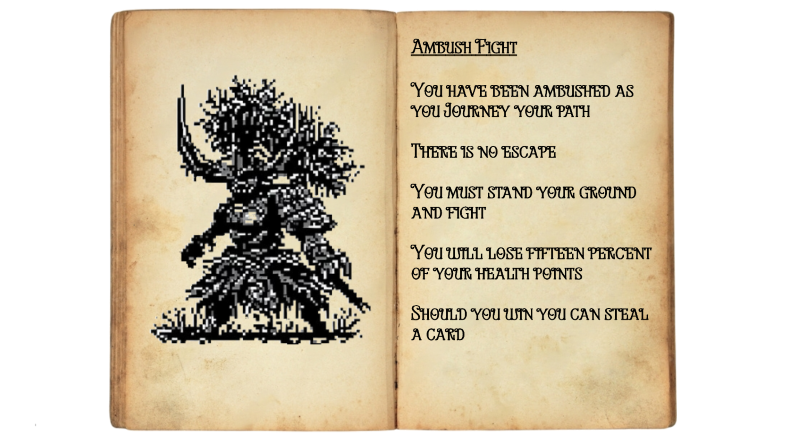 Ambush Fight
You have been ambushed as
you Journey your path
There is no escape
You must stand your ground
and fight
You will lose fifteen percent
of your health points
Should you win you can steal
a card